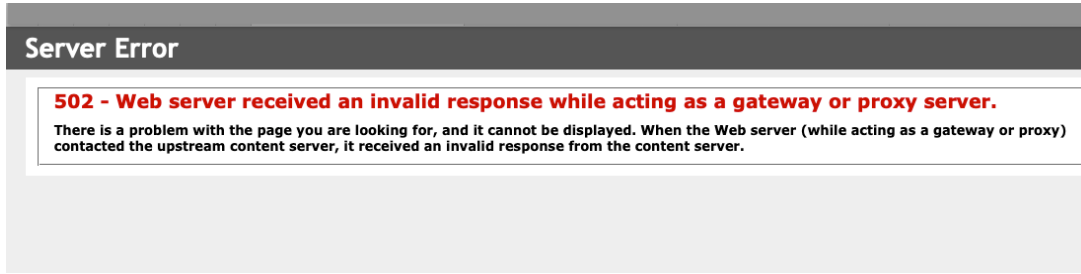 Server Error
502 - Web server received an invalid response while acting as a gateway or proxy server.
There is a problem with the page you are looking for, and it cannot be displayed. When the Web server (while acting as a gateway or proxy)
contacted the upstream content server, it received an invalid response from the content server.